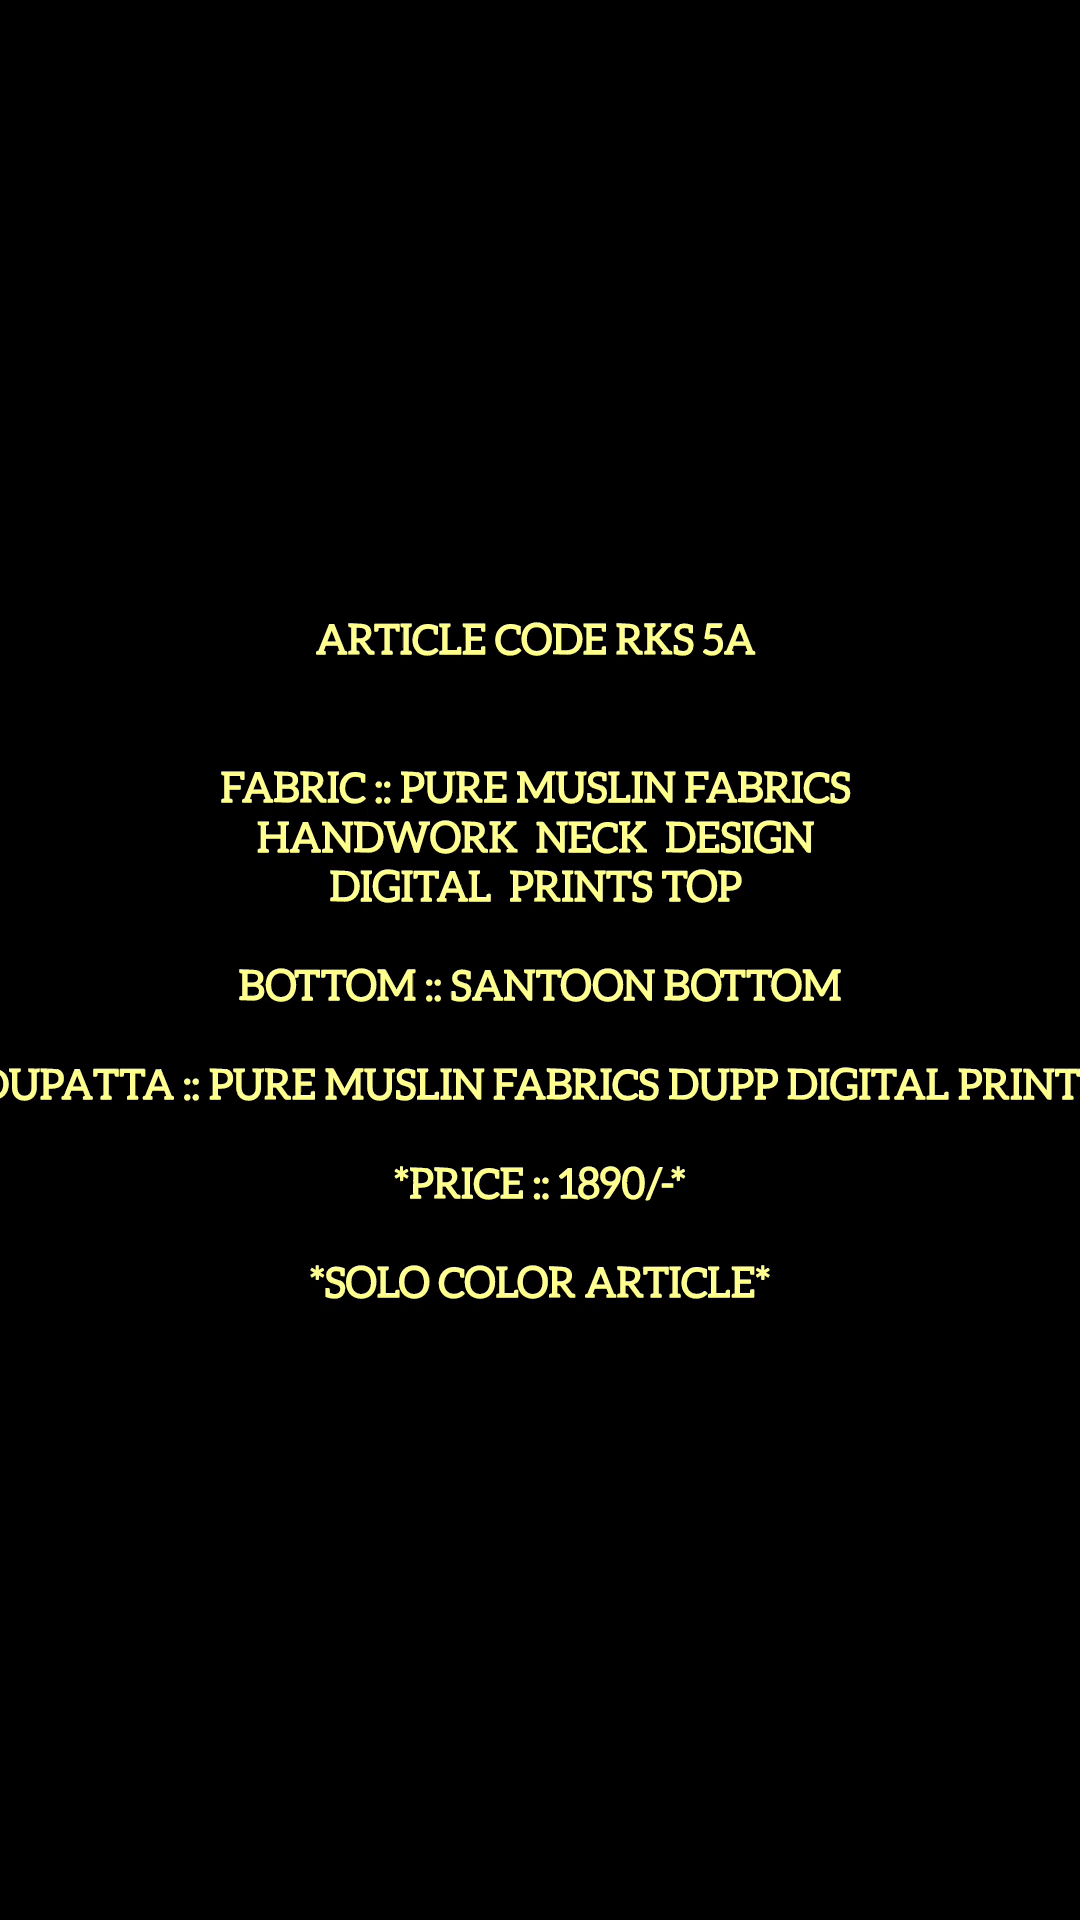 ARTICLE CODE RKS 5A
FABRIC :: PURE MUSLIN FABRICS
HANDWORK NECK DESIGN
DIGITAL PRINTS TOP
BOTTOM :: SANTOON BOTTOM
DUPATTA :: PURE MUSLIN FABRICS DUPP DIGITAL PRINT
*PRICE :: 1890/-*
*SOLO COLOR ARTICLE*